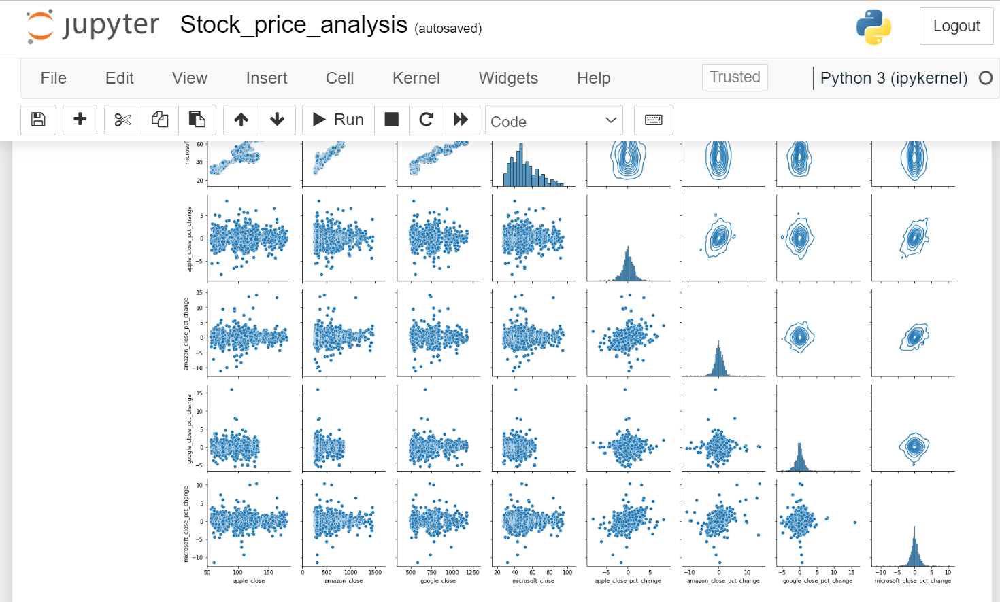 jupyter Stock_price_analysis (autosaved) Logout
File Edit View Insert Cell Kernel Widgets Help Trusted Python 3 (ipykernel)
Run Code
microsof
60
40
20
apple_close_pct_change
5
0
−5
amazon_close_pct_change
15
10
5
0
−5
−10
google_close_pct_change
15
10
5
0
−5
microsoft_close_pct_change
10
5
0
−5
−10
50 100 150 0 500 1000 1500 500 750 1000 1250 20 40 60 80 100 −5 0 5 −10 0 10 −5 0 5 10 15 −10 −5 0 5 10
apple_close amazon_close google_close microsoft_close apple_close_pct_change amazon_close_pct_change google_close_pct_change microsoft_close_pct_change